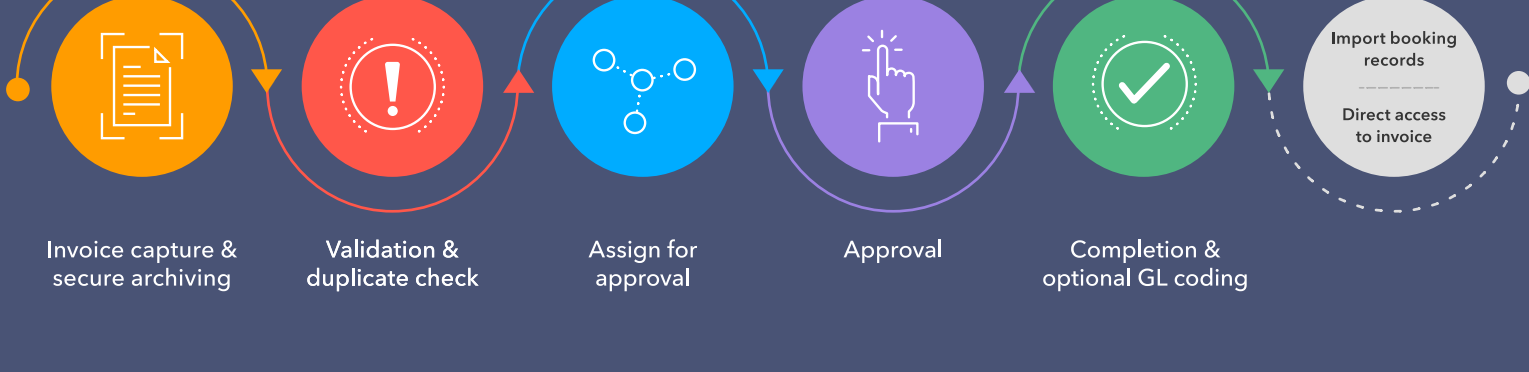 Import booking
records
Direct access
to invoice
Invoice capture &
secure archiving
Validation &
duplicate check
Assign for
approval
Approval
Completion &
optional GL coding